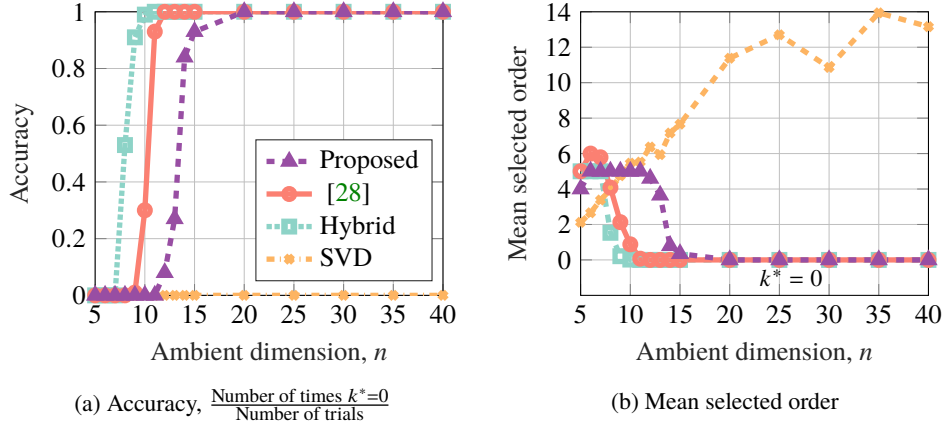 1
0.8
0.6
0.4
0.2
0
Accuracy
Proposed
[28]
Hybrid
SVD
5 10 15 20 25 30 35 40
Ambient dimension, n
(a) Accuracy, Number of times k*=0 / Number of trials
14
12
10
8
6
4
2
0
Mean selected order
k* = 0
5 10 15 20 25 30 35 40
Ambient dimension, n
(b) Mean selected order